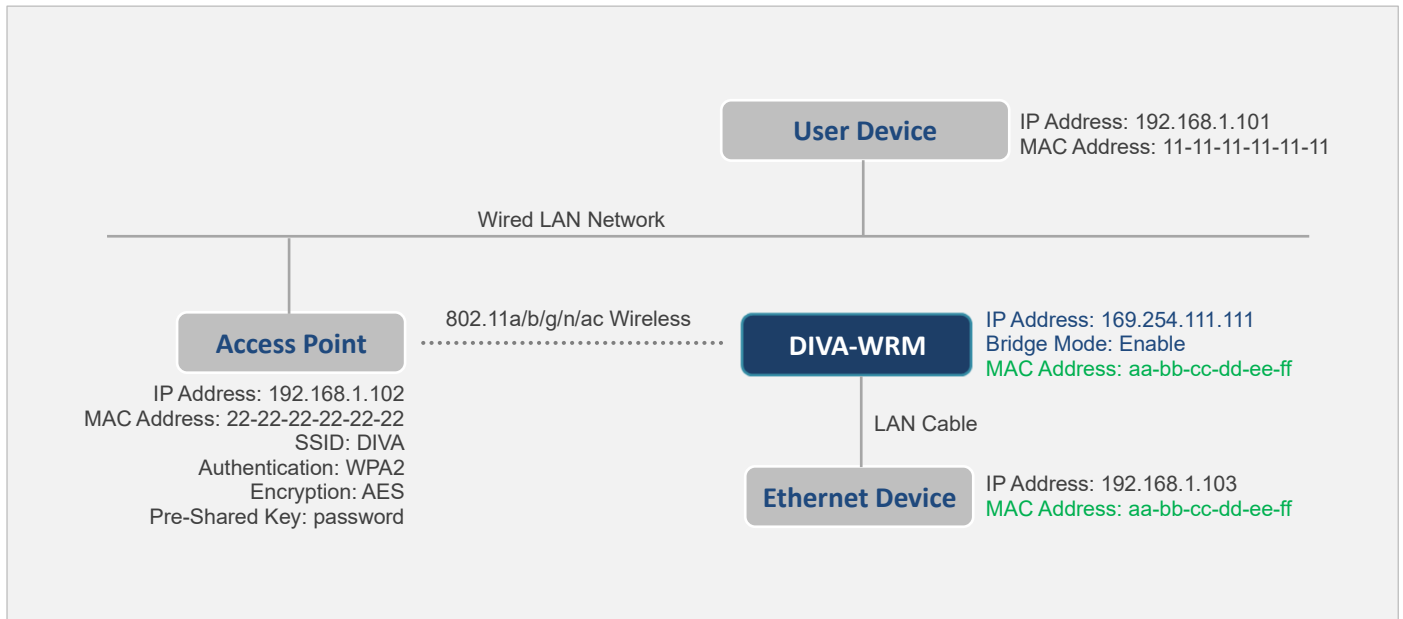 User Device
IP Address: 192.168.1.101
MAC Address: 11-11-11-11-11-11
Wired LAN Network
Access Point
802.11a/b/g/n/ac Wireless
DIVA-WRM
IP Address: 169.254.111.111
Bridge Mode: Enable
MAC Address: aa-bb-cc-dd-ee-ff
IP Address: 192.168.1.102
MAC Address: 22-22-22-22-22-22
SSID: DIVA
Authentication: WPA2
Encryption: AES
Pre-Shared Key: password
LAN Cable
Ethernet Device
IP Address: 192.168.1.103
MAC Address: aa-bb-cc-dd-ee-ff